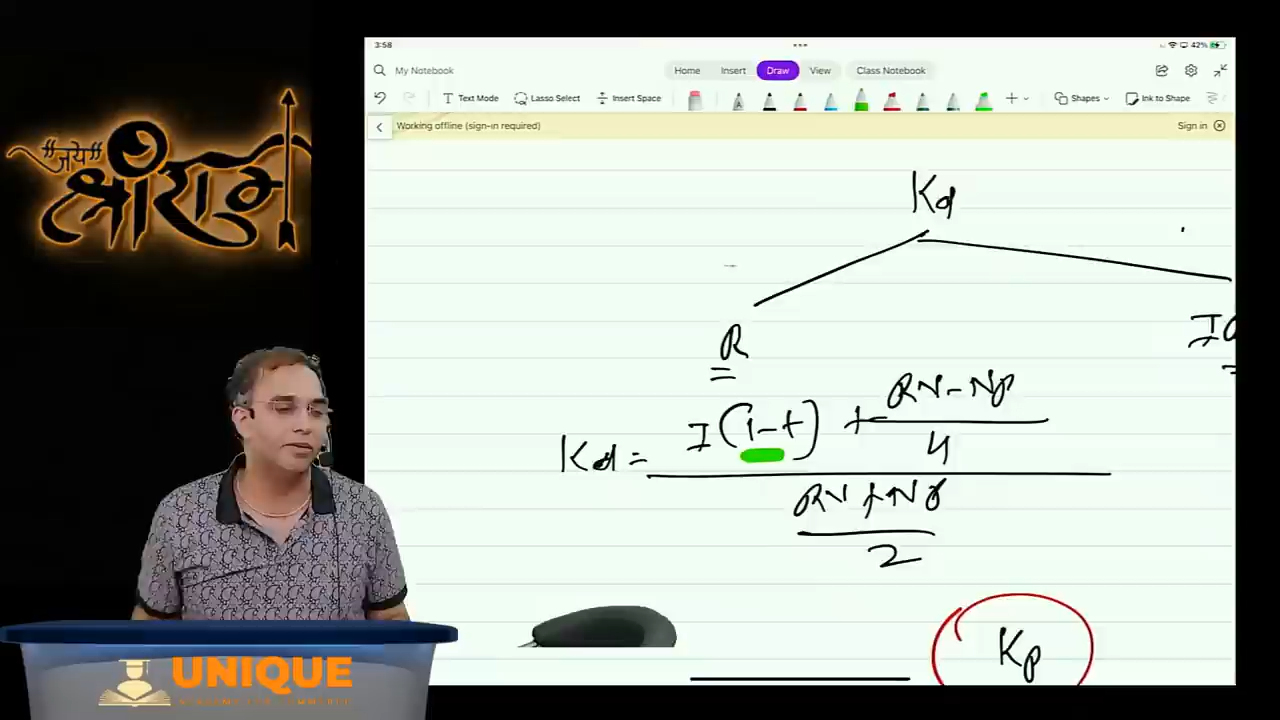 3:58
42%
My Notebook
Home Insert Draw View Class Notebook
Text Mode Lasso Select Insert Space Shapes Ink to Shape
Working offline (sign-in required)
Sign in
"जय"
श्री राम
Kd
R
Kd = I(1-t) + RV - NP
4
RV + NP
2
Kp
UNIQUE